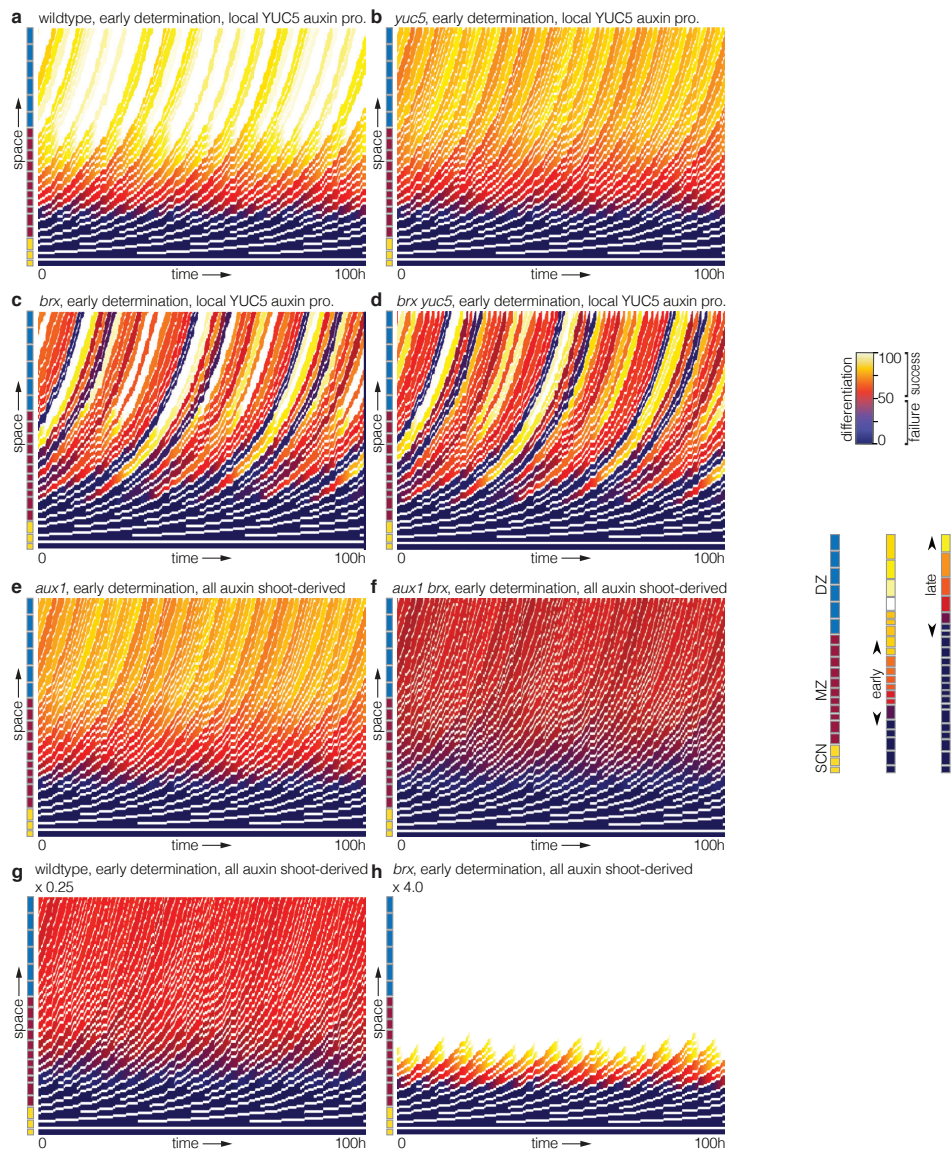 a wildtype, early determination, local YUC5 auxin pro.
space
0 time 100h
b yuc5, early determination, local YUC5 auxin pro.
space
0 time 100h
c brx, early determination, local YUC5 auxin pro.
space
0 time 100h
d brx yuc5, early determination, local YUC5 auxin pro.
space
0 time 100h
e aux1, early determination, all auxin shoot-derived
space
0 time 100h
f aux1 brx, early determination, all auxin shoot-derived
space
0 time 100h
g wildtype, early determination, all auxin shoot-derived
x 0.25
space
0 time 100h
h brx, early determination, all auxin shoot-derived
x 4.0
space
0 time 100h
differentiation
100
50
0
failure success
SCN MZ DZ
early
late